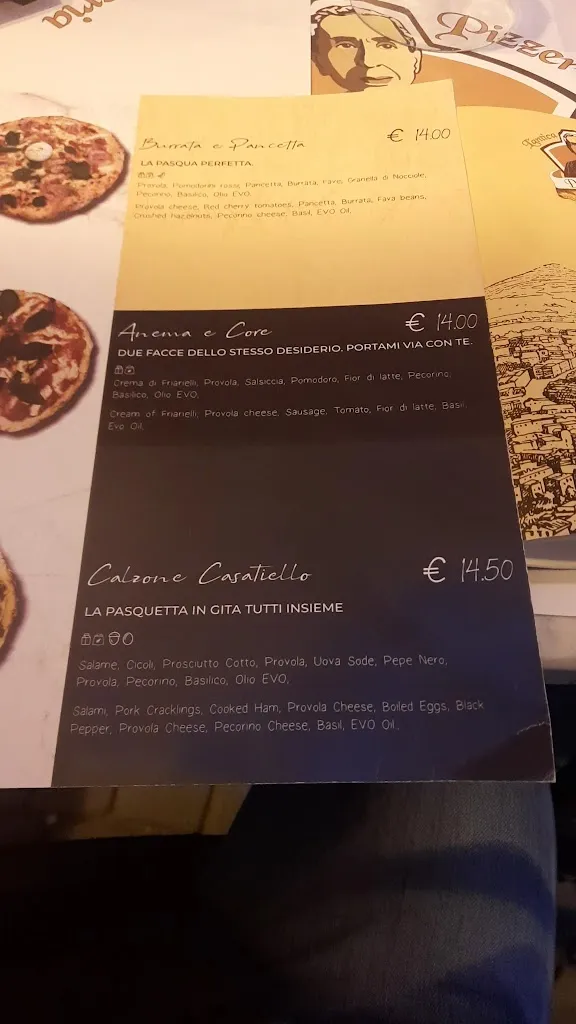 Pizzeria
Burrata e Pancetta
€ 14.00
LA PASQUA PERFETTA.
Provola, Pomodorini rossi, Pancetta, Burrata, Fave, Granella di Nocciole,
Pecorino, Basilico, Olio EVO,
Provola cheese, Red cherry tomatoes, Pancetta, Burrata, Fava beans,
Crushed hazelnuts, Pecorino cheese, Basil, EVO Oil,
Anema e Core
€ 14.00
DUE FACCE DELLO STESSO DESIDERIO. PORTAMI VIA CON TE.
Crema di Friarielli, Provola, Salsiccia, Pomodoro, Fior di latte, Pecorino,
Basilico, Olio EVO,
Cream of Friarielli, Provola cheese, Sausage, Tomato, Fior di latte, Basil,
Evo Oil,
Calzone Casatiello
€ 14.50
LA PASQUETTA IN GITA TUTTI INSIEME
Salame, Cicoli, Prosciutto Cotto, Provola, Uova Sode, Pepe Nero,
Provola, Pecorino, Basilico, Olio EVO,
Salami, Pork Cracklings, Cooked Ham, Provola Cheese, Boiled Eggs, Black
Pepper, Provola Cheese, Pecorino Cheese, Basil, EVO Oil,